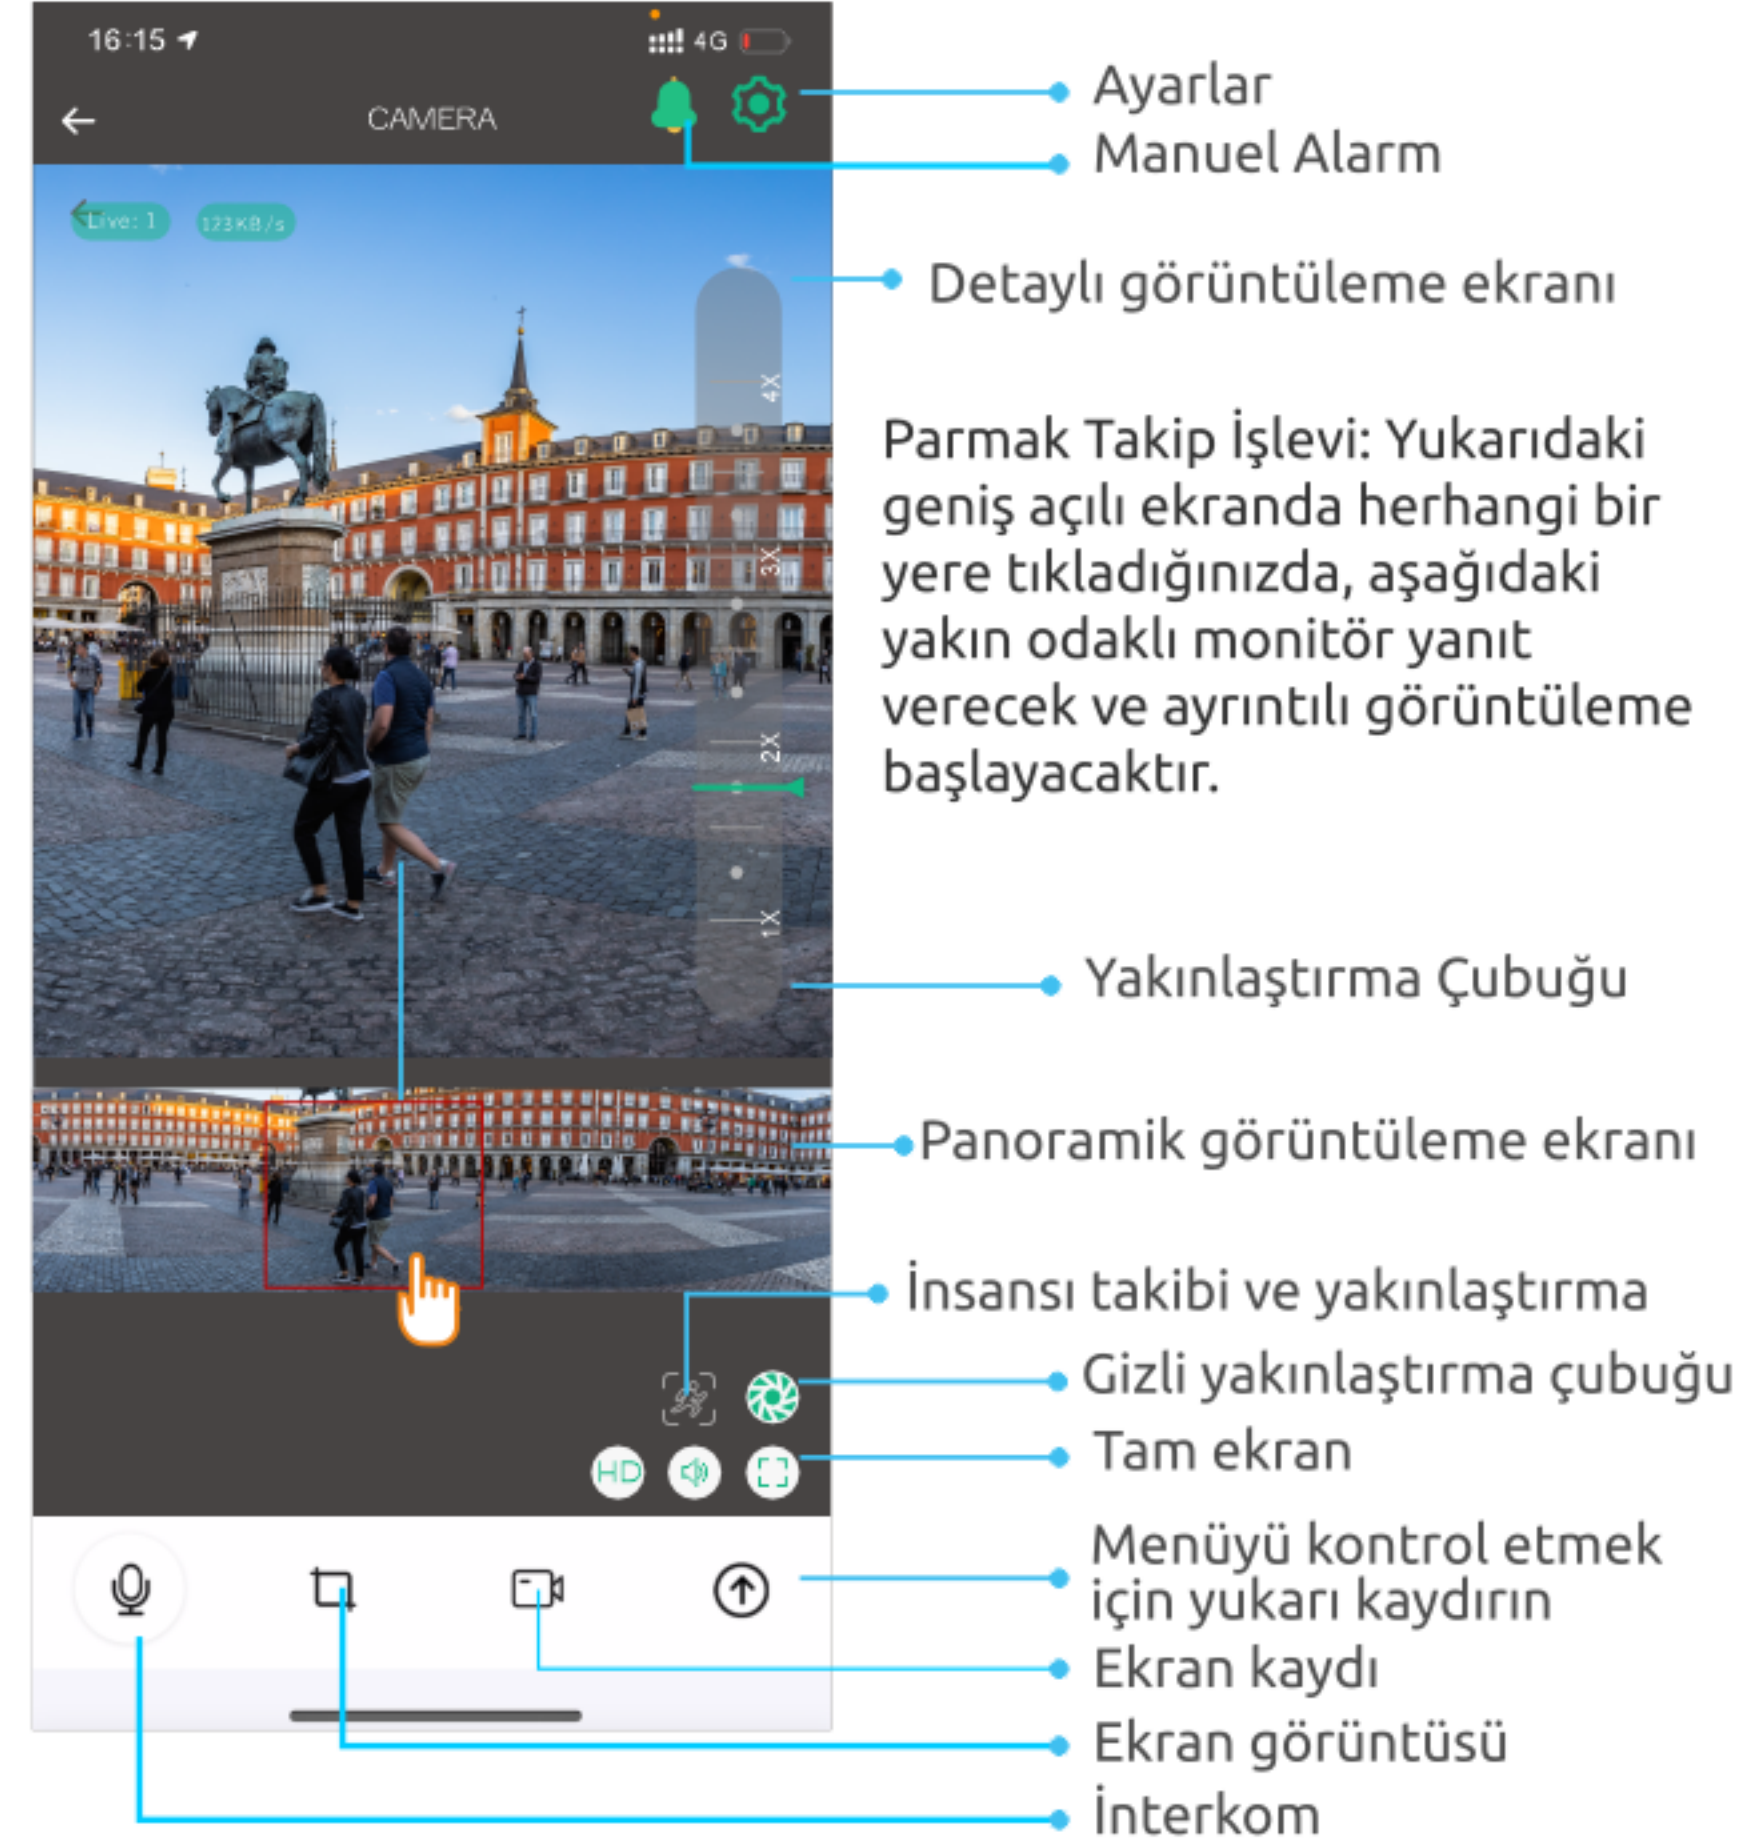 16:15
4G
CAMERA
Live: 1
123KB/s
4X
3X
2X
1X
HD
Ayarlar
Manuel Alarm
Detaylı görüntüleme ekranı
Parmak Takip İşlevi: Yukarıdaki
geniş açılı ekranda herhangi bir
yere tıkladığınızda, aşağıdaki
yakın odaklı monitör yanıt
verecek ve ayrıntılı görüntüleme
başlayacaktır.
Yakınlaştırma Çubuğu
Panoramik görüntüleme ekranı
İnsansı takibi ve yakınlaştırma
Gizli yakınlaştırma çubuğu
Tam ekran
Menüyü kontrol etmek
için yukarı kaydırın
Ekran kaydı
Ekran görüntüsü
İnterkom